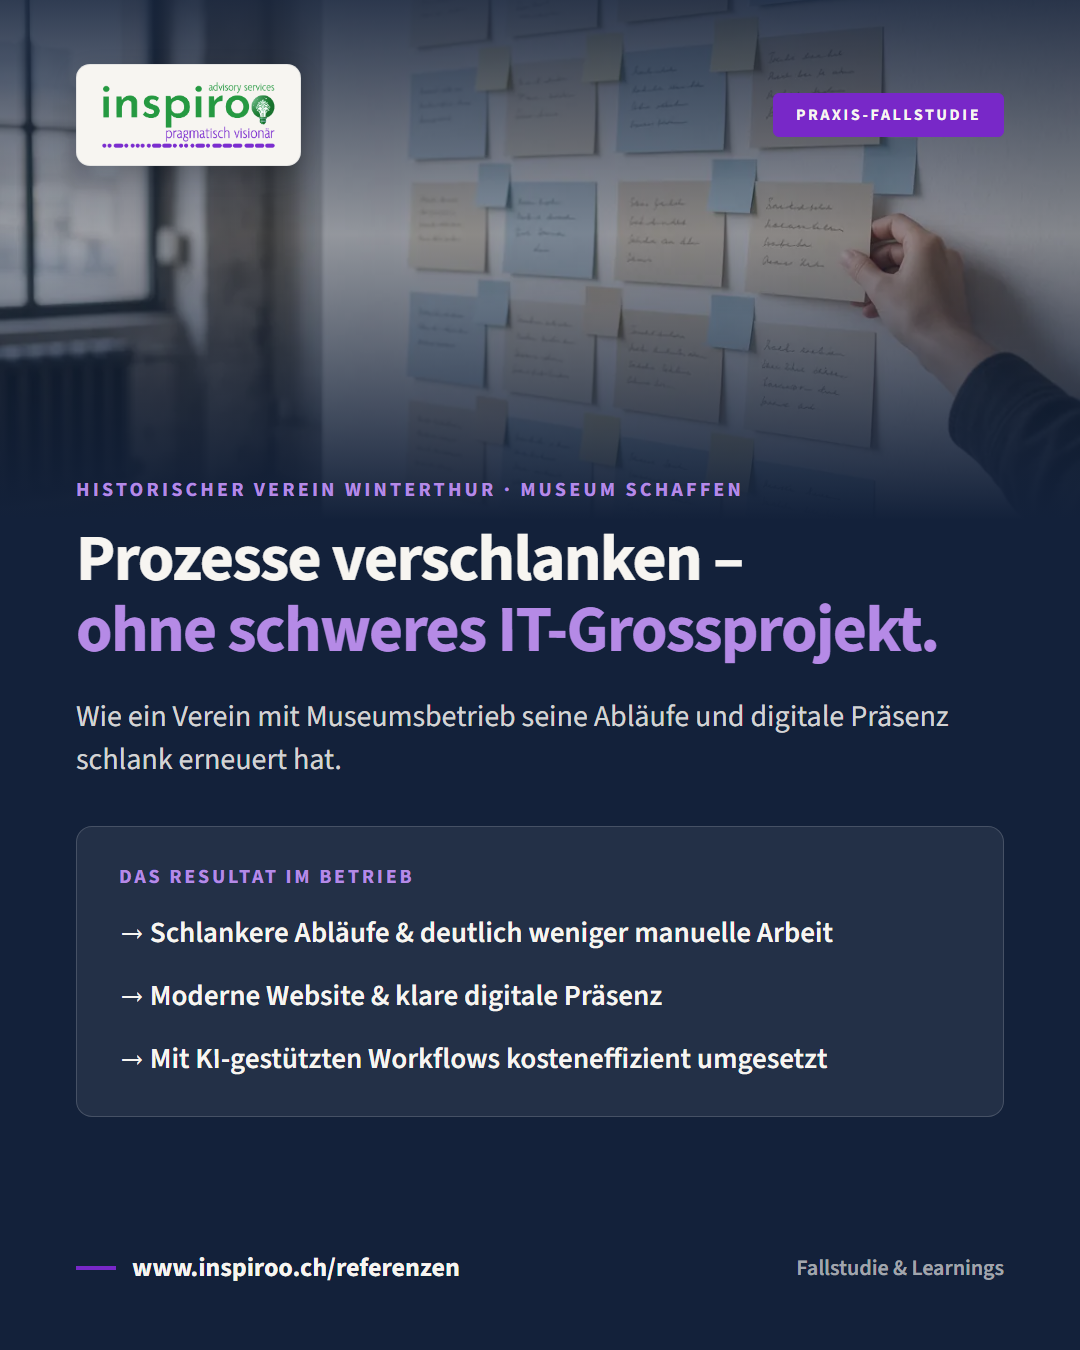 advisory services
inspiroo
pragmatisch visionär
PRAXIS-FALLSTUDIE
HISTORISCHER VEREIN WINTERTHUR · MUSEUM SCHAFFEN
Prozesse verschlanken –
ohne schweres IT-Grossprojekt.
Wie ein Verein mit Museumsbetrieb seine Abläufe und digitale Präsenz
schlank erneuert hat.
DAS RESULTAT IM BETRIEB
→ Schlankere Abläufe & deutlich weniger manuelle Arbeit
→ Moderne Website & klare digitale Präsenz
→ Mit KI-gestützten Workflows kosteneffizient umgesetzt
www.inspiroo.ch/referenzen
Fallstudie & Learnings